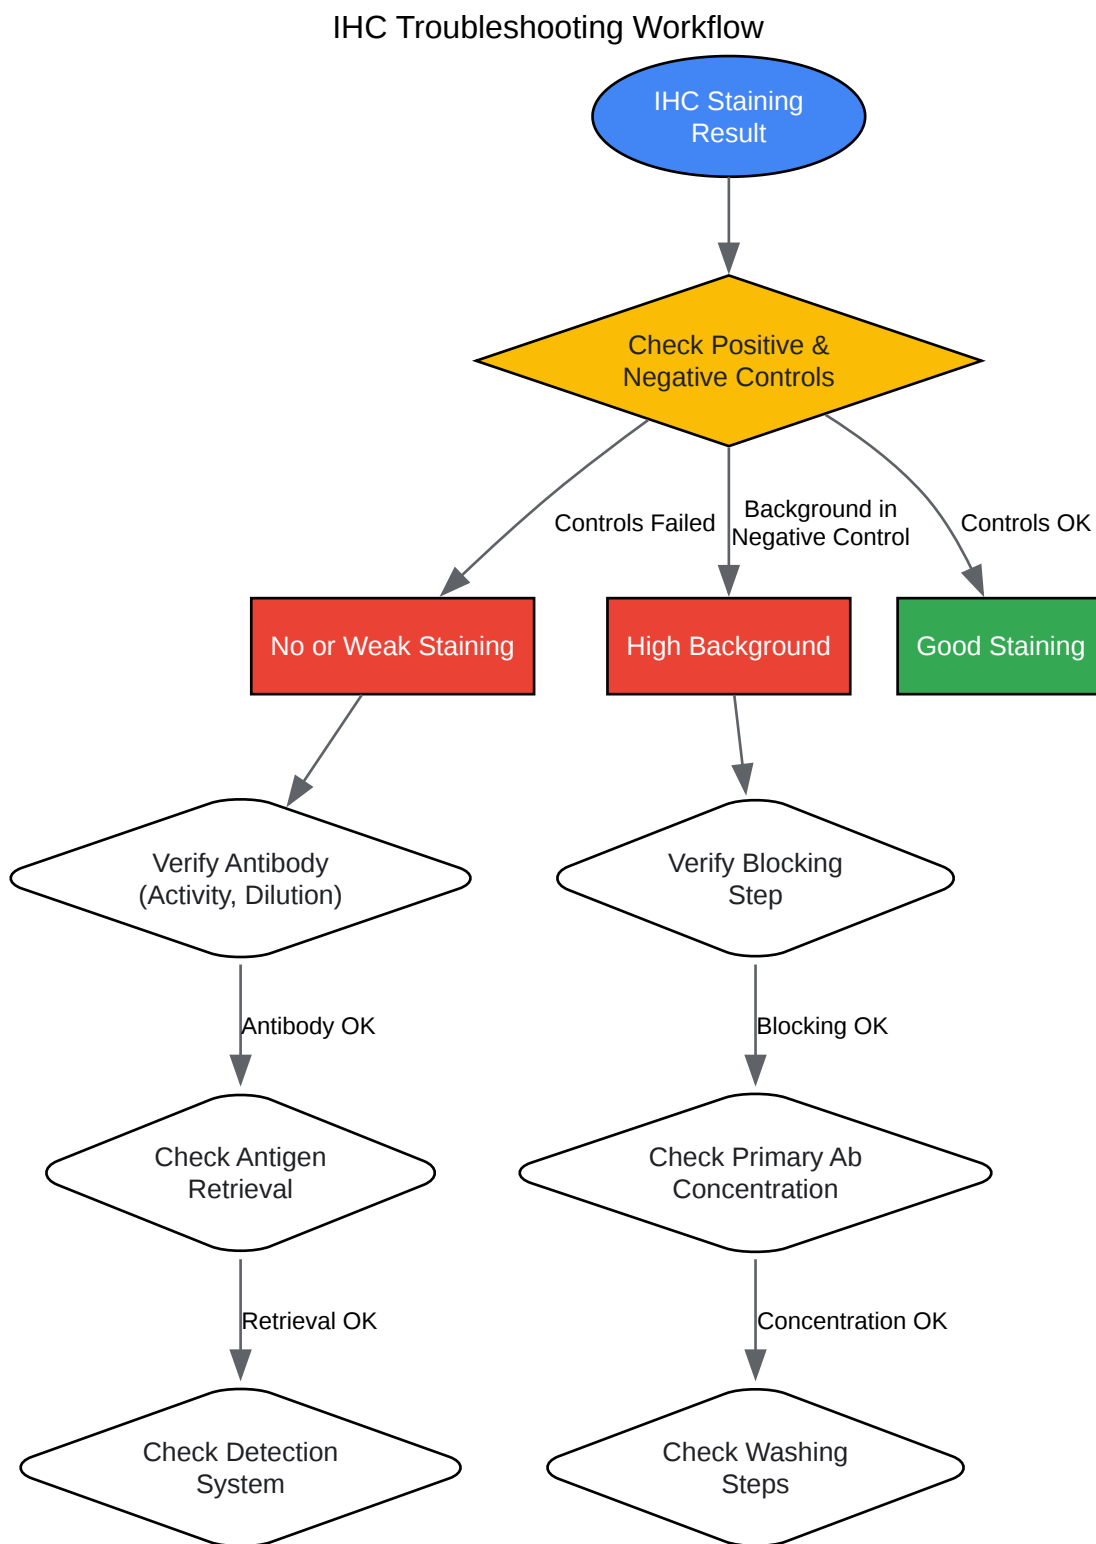 IHC Troubleshooting Workflow
IHC Staining
Result
Check Positive &
Negative Controls
Controls Failed
Background in
Negative Control
Controls OK
No or Weak Staining
High Background
Good Staining
Verify Antibody
(Activity, Dilution)
Verify Blocking
Step
Antibody OK
Blocking OK
Check Antigen
Retrieval
Check Primary Ab
Concentration
Retrieval OK
Concentration OK
Check Detection
System
Check Washing
Steps